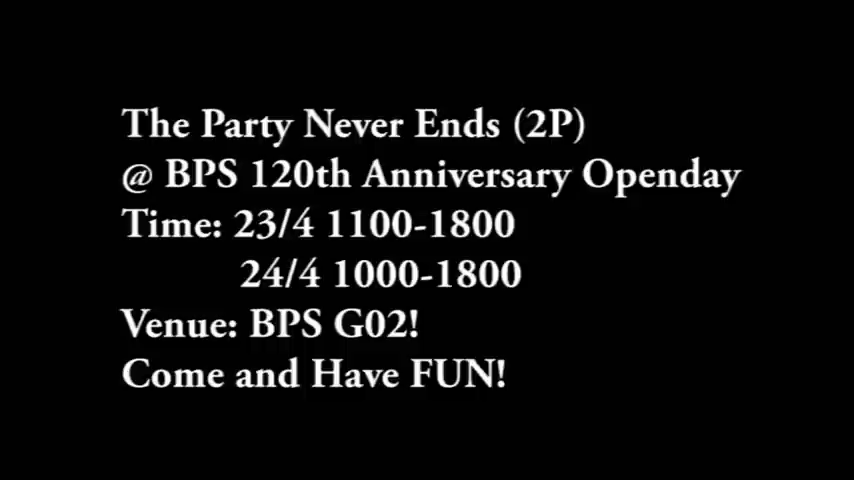 The Party Never Ends (2P)
@ BPS 120th Anniversary Openday
Time: 23/4 1100-1800
24/4 1000-1800
Venue: BPS G02!
Come and Have FUN!